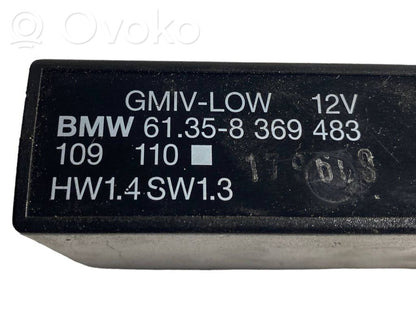 Ovoko
GMIV-LOW 12V
BMW 61.35-8 369 483
109 110
HW1.4 SW1.3